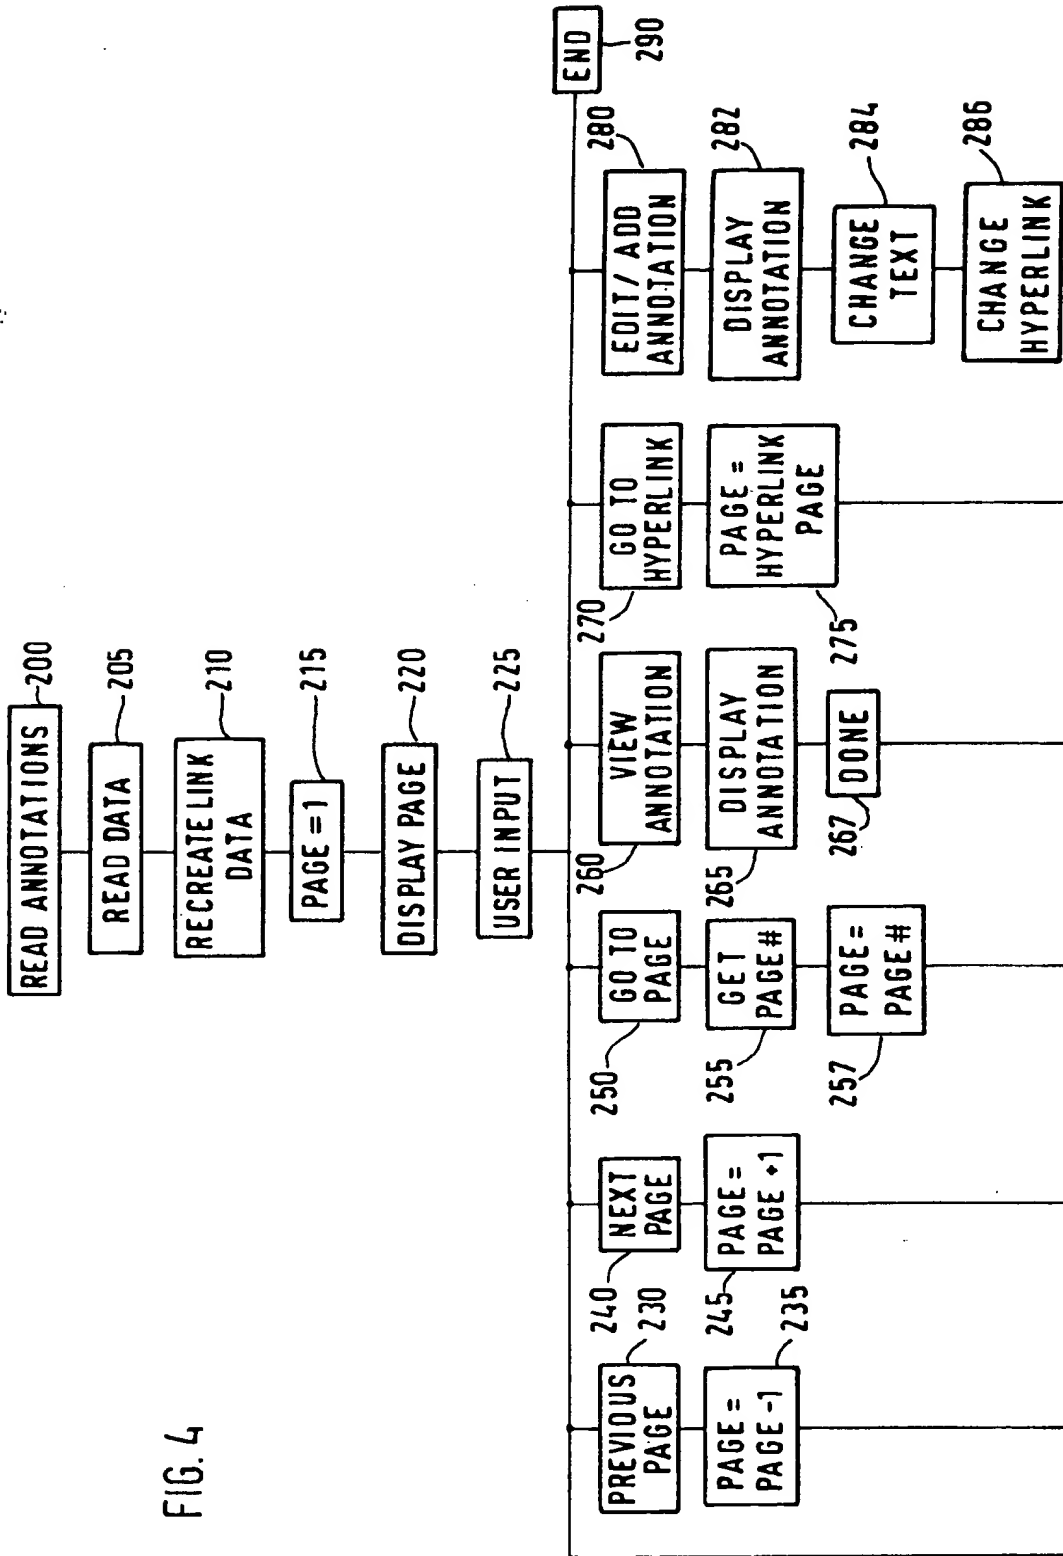 FIG. 4
READ ANNOTATIONS
200
READ DATA
205
RECREATE LINK
DATA
210
PAGE = 1
215
DISPLAY PAGE
220
USER INPUT
225
PREVIOUS
PAGE
230
PAGE =
PAGE -1
235
NEXT
PAGE
240
PAGE =
PAGE +1
245
GO TO
PAGE
250
GET
PAGE#
255
PAGE=
PAGE#
257
VIEW
ANNOTATION
260
DISPLAY
ANNOTATION
265
DONE
267
GO TO
HYPERLINK
270
PAGE =
HYPERLINK
PAGE
275
EDIT/ ADD
ANNOTATION
280
DISPLAY
ANNOTATION
282
CHANGE
TEXT
284
CHANGE
HYPERLINK
286
END
290